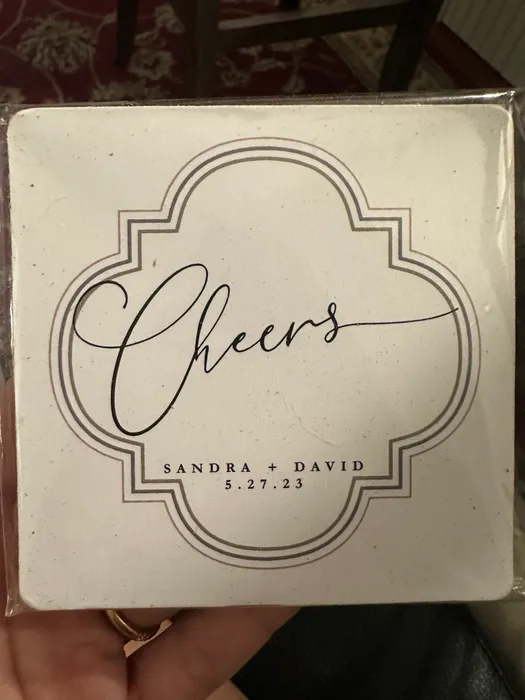 Cheers
SANDRA + DAVID
5.27.23